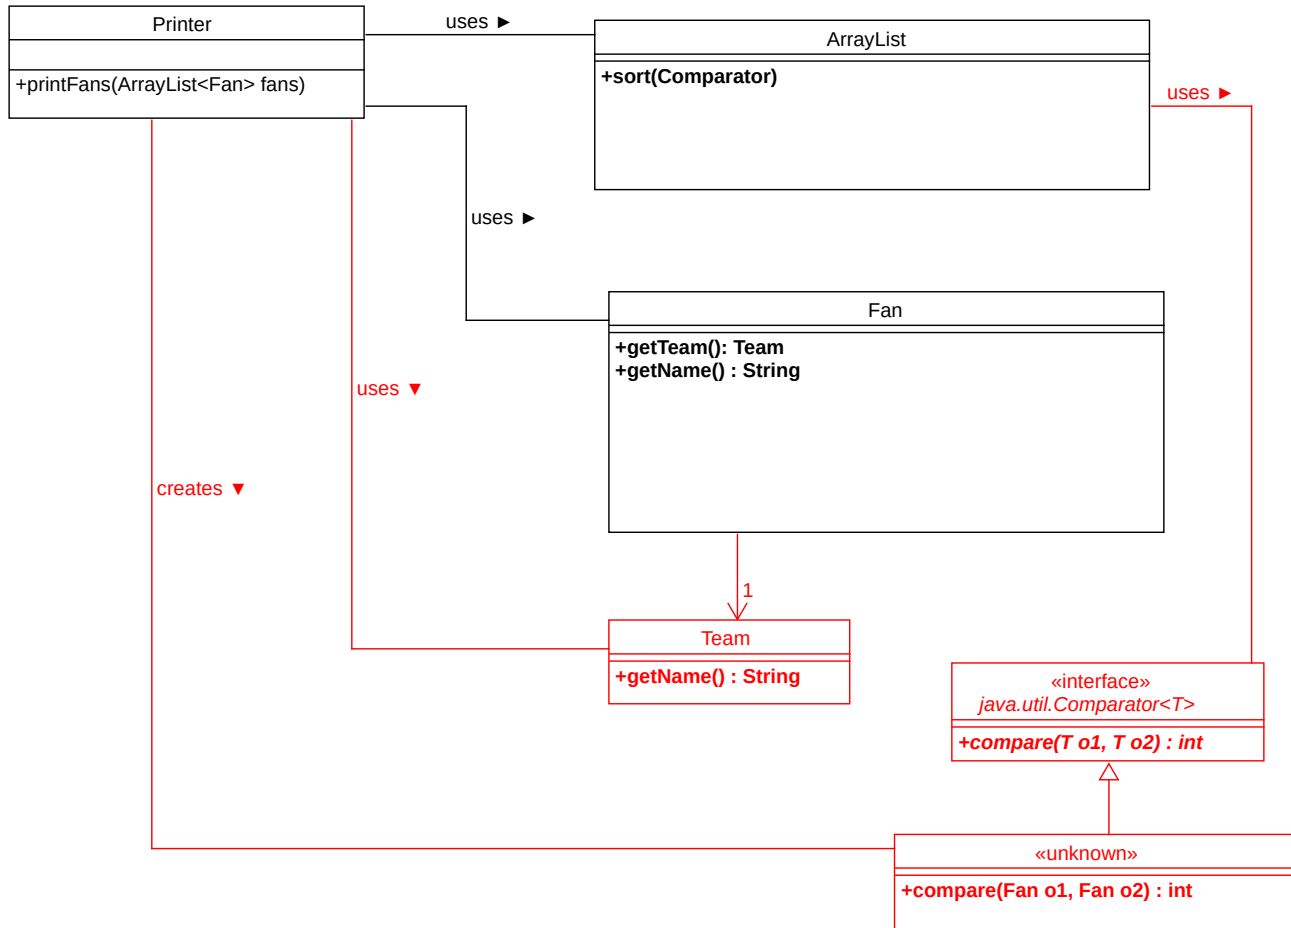 Printer
+printFans(ArrayList<Fan> fans)
uses ►
ArrayList
+sort(Comparator)
uses ►
uses ►
Fan
+getTeam(): Team
+getName() : String
uses ▼
creates ▼
1
Team
+getName() : String
«interface»
java.util.Comparator<T>
+compare(T o1, T o2) : int
«unknown»
+compare(Fan o1, Fan o2) : int